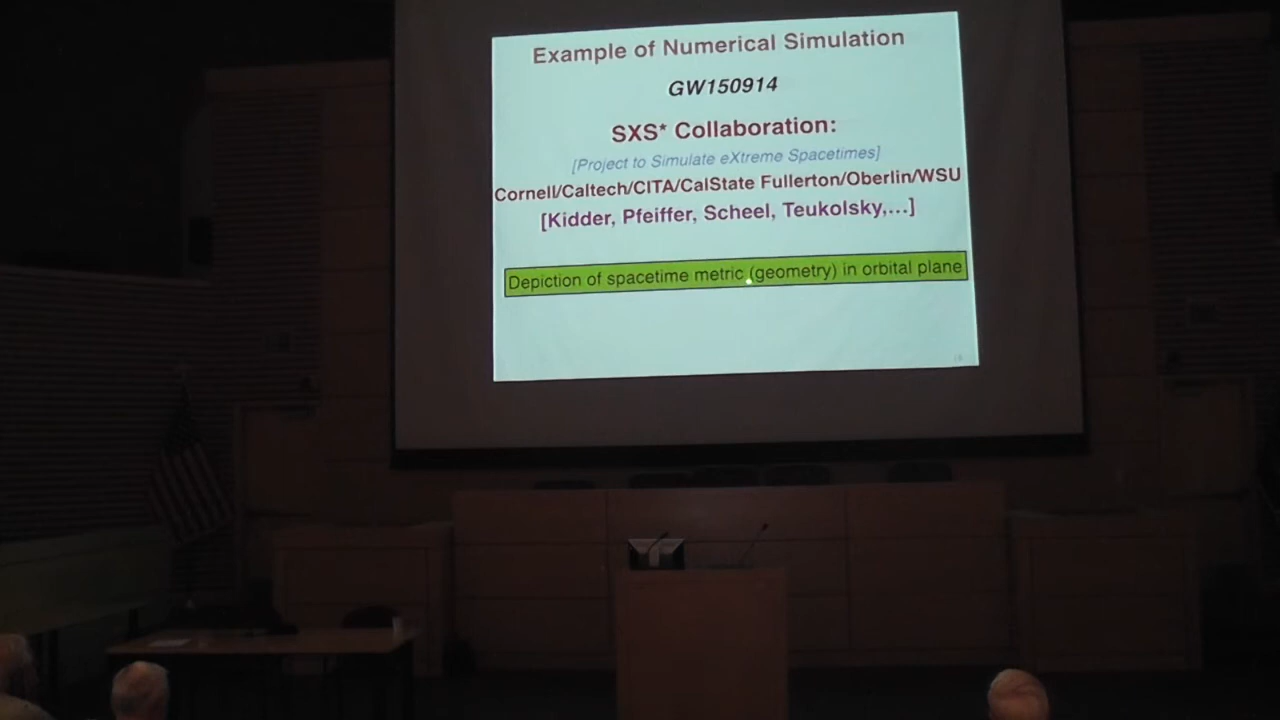 Example of Numerical Simulation
GW150914
SXS* Collaboration:
[Project to Simulate eXtreme Spacetimes]
Cornell/Caltech/CITA/CalState Fullerton/Oberlin/WSU
[Kidder, Pfeiffer, Scheel, Teukolsky,...]
Depiction of spacetime metric (geometry) in orbital plane